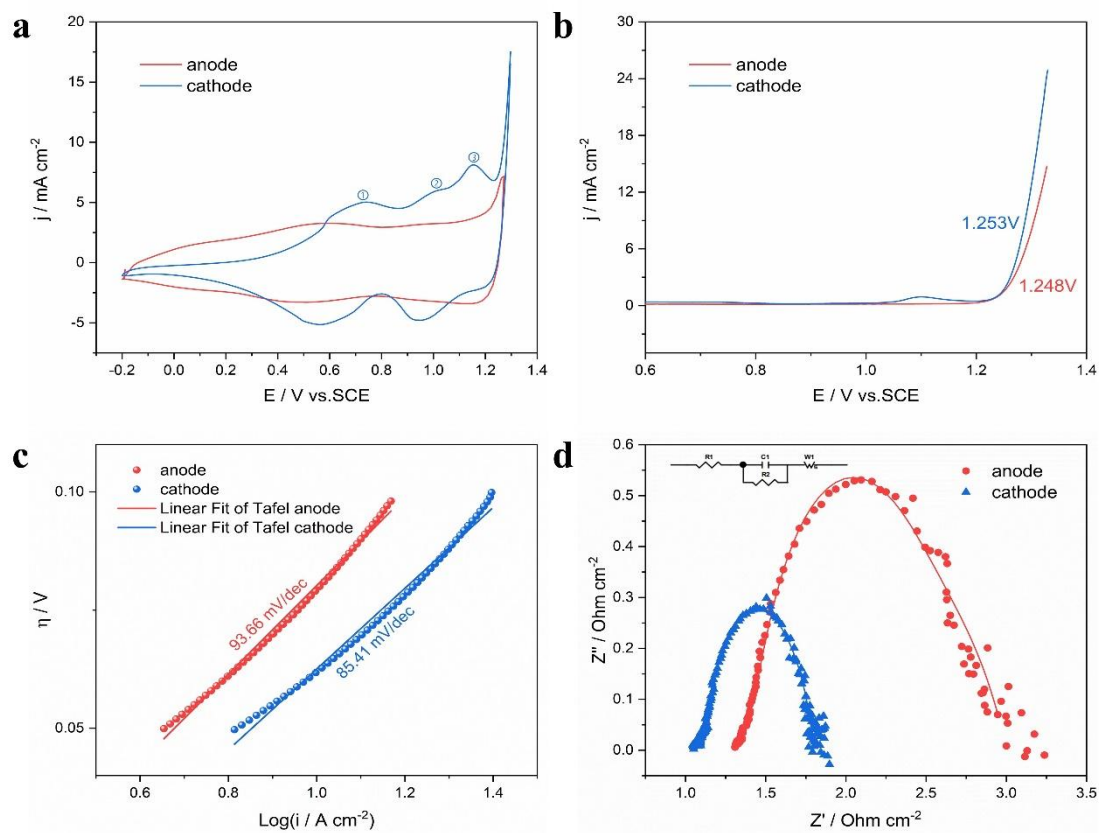 a
anode
cathode
①
②
③
20
15
10
5
0
-5
j / mA cm⁻²
-0.2 0.0 0.2 0.4 0.6 0.8 1.0 1.2 1.4
E / V vs.SCE
b
anode
cathode
1.253V
1.248V
30
24
18
12
6
0
j / mA cm⁻²
0.6 0.8 1.0 1.2 1.4
E / V vs.SCE
c
anode
cathode
Linear Fit of Tafel anode
Linear Fit of Tafel cathode
93.66 mV/dec
85.41 mV/dec
0.10
0.05
η / V
0.6 0.8 1.0 1.2 1.4
Log(i / A cm⁻²)
d
R1
C1
R2
W1
anode
cathode
0.6
0.5
0.4
0.3
0.2
0.1
0.0
Z'' / Ohm cm⁻²
1.0 1.5 2.0 2.5 3.0 3.5
Z' / Ohm cm⁻²